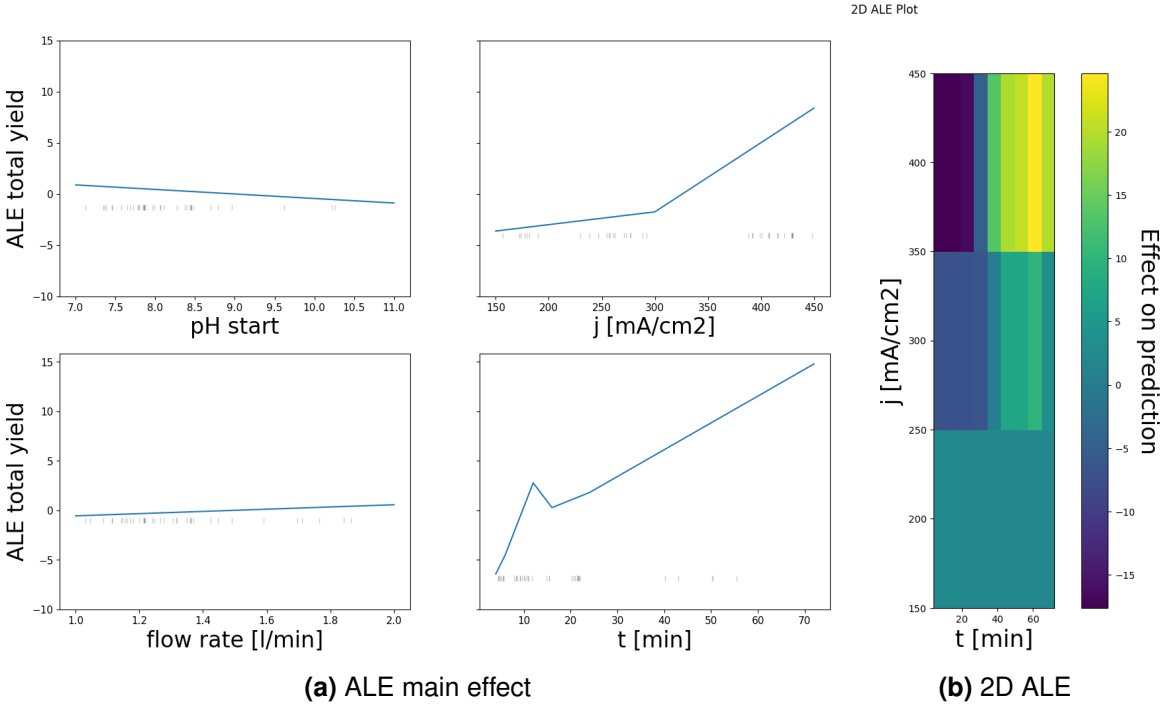 2D ALE Plot
15
10
5
0
−5
−10
ALE total yield
7.0 7.5 8.0 8.5 9.0 9.5 10.0 10.5 11.0
pH start
150 200 250 300 350 400 450
j [mA/cm2]
15
10
5
0
−5
−10
ALE total yield
1.0 1.2 1.4 1.6 1.8 2.0
flow rate [l/min]
10 20 30 40 50 60 70
t [min]
450
400
350
300
250
200
150
j [mA/cm2]
20 40 60
t [min]
20
15
10
5
0
−5
−10
−15
Effect on prediction
(a) ALE main effect
(b) 2D ALE